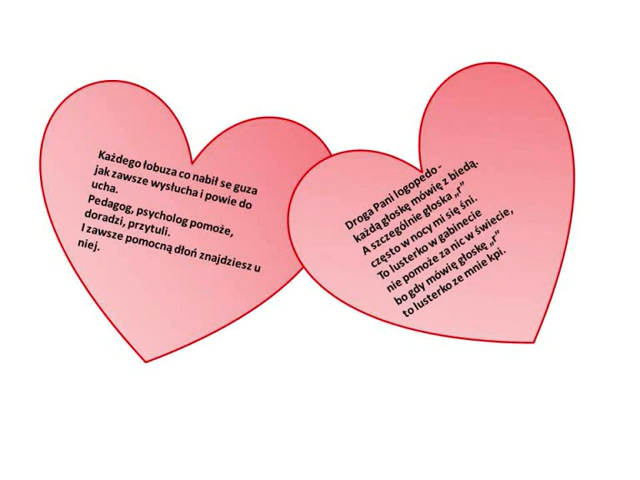 Każdego łobuza co nabił se guza
jak zawsze wysłucha i powie do
ucha.
Pedagog, psycholog pomoże,
doradzi, przytuli.
I zawsze pomocną dłoń znajdziesz u
niej.
Droga Pani logopedo -
każdą głoskę mówię z biedą.
A szczególnie głoska „r”
często w nocy mi się śni.
To lusterko w gabinecie
nie pomoże za nic w świecie,
bo gdy mówię głoskę „r”
to lusterko ze mnie kpi.